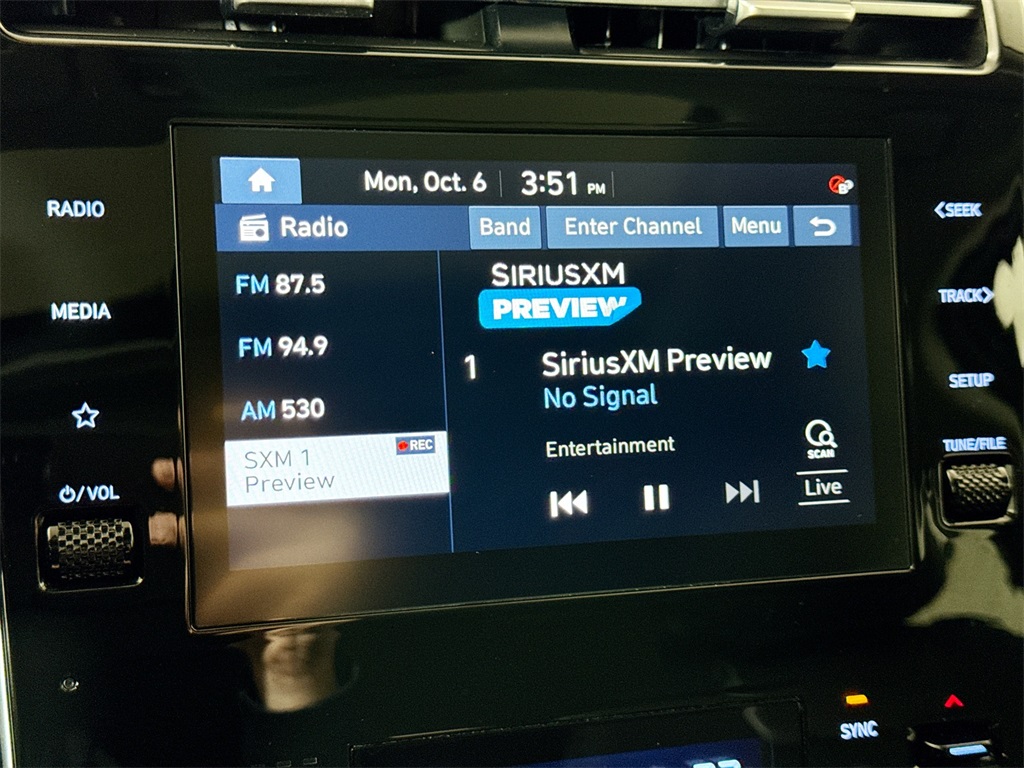 Mon, Oct. 6 3:51 PM
RADIO
MEDIA
VOL
Radio Band Enter Channel Menu
FM 87.5
FM 94.9
AM 530
REC
SXM 1
Preview
SIRIUSXM
PREVIEW
1 SiriusXM Preview
No Signal
Entertainment
SCAN
Live
SEEK
TRACK
SETUP
TUNE/FILE
SYNC